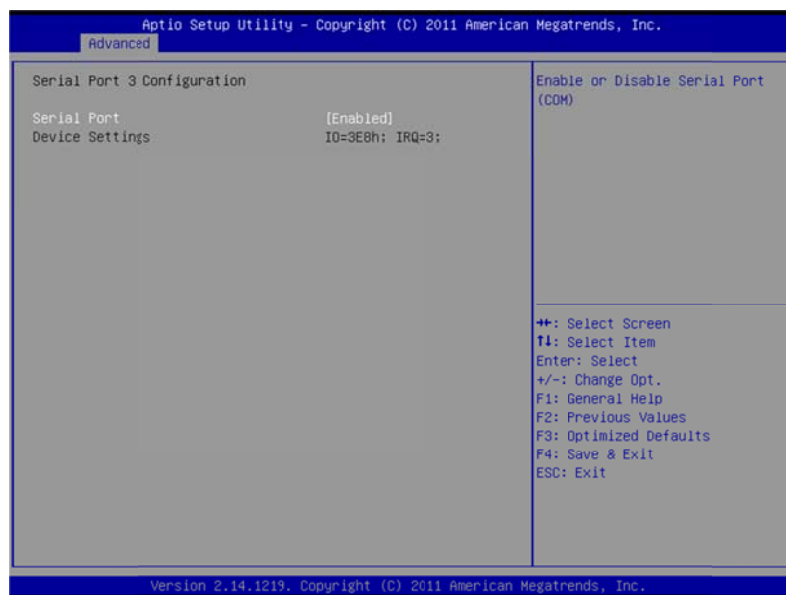 Aptio Setup Utility – Copyright (C) 2011 American Megatrends, Inc.
Advanced
Serial Port 3 Configuration
Serial Port [Enabled]
Device Settings IO=3E8h; IRQ=3;
Enable or Disable Serial Port
(COM)
→←: Select Screen
↑↓: Select Item
Enter: Select
+/-: Change Opt.
F1: General Help
F2: Previous Values
F3: Optimized Defaults
F4: Save & Exit
ESC: Exit
Version 2.14.1219. Copyright (C) 2011 American Megatrends, Inc.